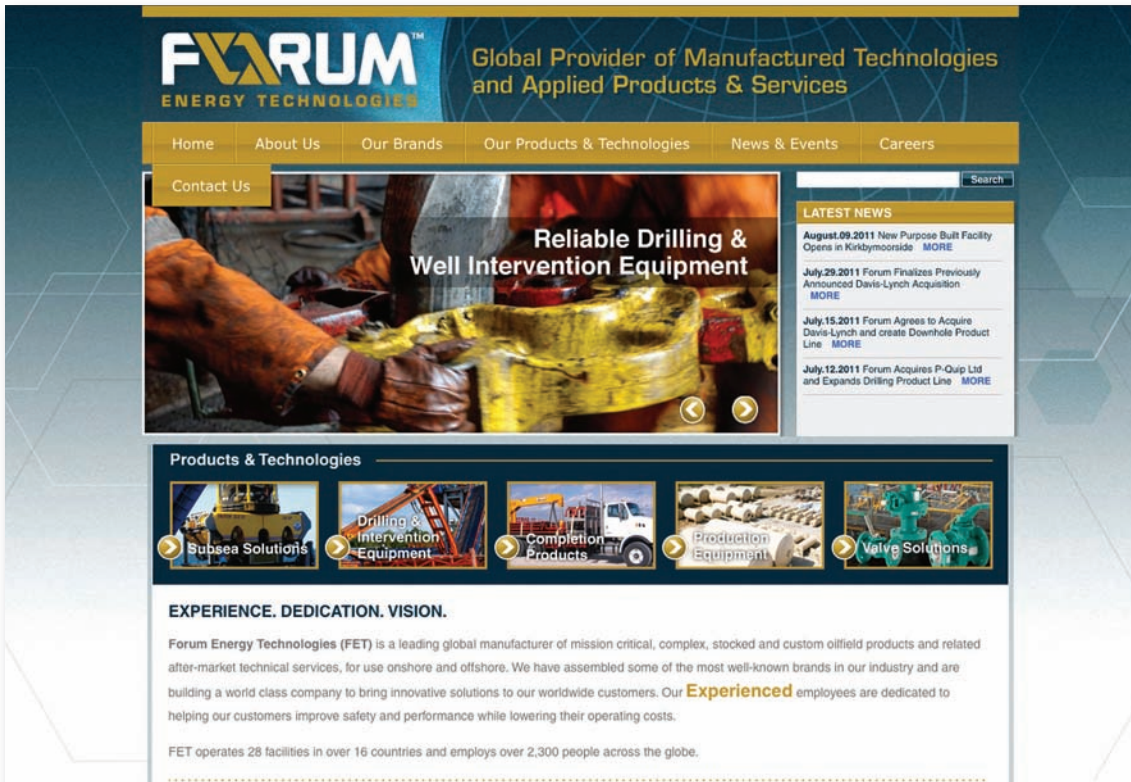 FORUM™
ENERGY TECHNOLOGIES
Global Provider of Manufactured Technologies
and Applied Products & Services
Home
About Us
Our Brands
Our Products & Technologies
News & Events
Careers
Contact Us
Search
Reliable Drilling &
Well Intervention Equipment
LATEST NEWS
August.09.2011 New Purpose Built Facility
Opens in Kirkbymoorside MORE
July.29.2011 Forum Finalizes Previously
Announced Davis-Lynch Acquisition
MORE
July.15.2011 Forum Agrees to Acquire
Davis-Lynch and create Downhole Product
Line MORE
July.12.2011 Forum Acquires P-Quip Ltd
and Expands Drilling Product Line MORE
Products & Technologies
Subsea Solutions
Drilling &
Intervention
Equipment
Completion
Products
Production
Equipment
Valve Solutions
EXPERIENCE. DEDICATION. VISION.
Forum Energy Technologies (FET) is a leading global manufacturer of mission critical, complex, stocked and custom oilfield products and related
after-market technical services, for use onshore and offshore. We have assembled some of the most well-known brands in our industry and are
building a world class company to bring innovative solutions to our worldwide customers. Our Experienced employees are dedicated to
helping our customers improve safety and performance while lowering their operating costs.
FET operates 28 facilities in over 16 countries and employs over 2,300 people across the globe.